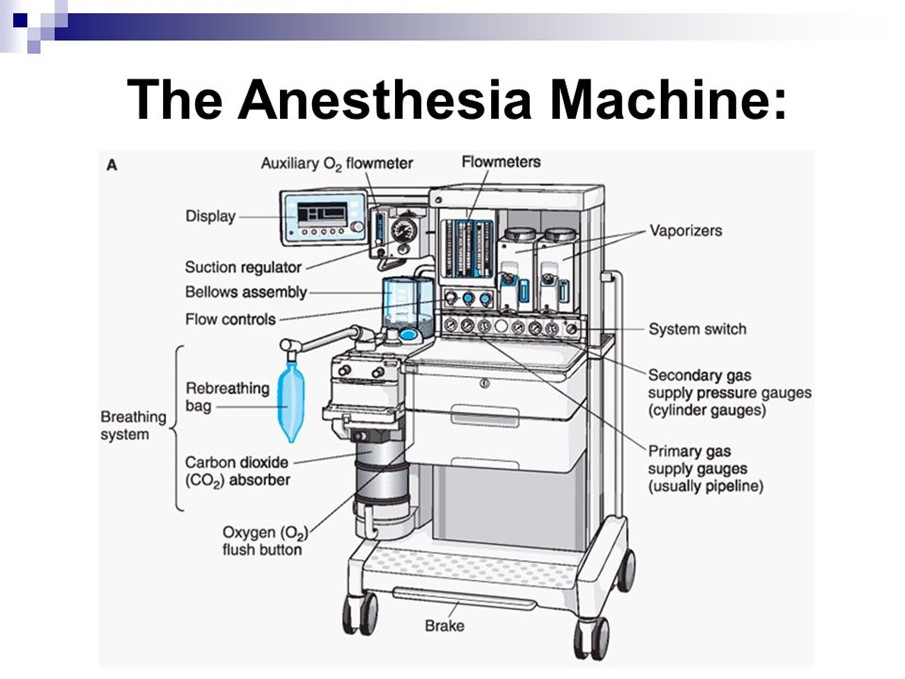 The Anesthesia Machine:
A
Auxiliary O₂ flowmeter
Flowmeters
Display
Vaporizers
Suction regulator
Bellows assembly
Flow controls
System switch
Secondary gas
supply pressure gauges
(cylinder gauges)
Rebreathing
bag
Breathing
system
Primary gas
supply gauges
(usually pipeline)
Carbon dioxide
(CO₂) absorber
Oxygen (O₂)
flush button
Brake